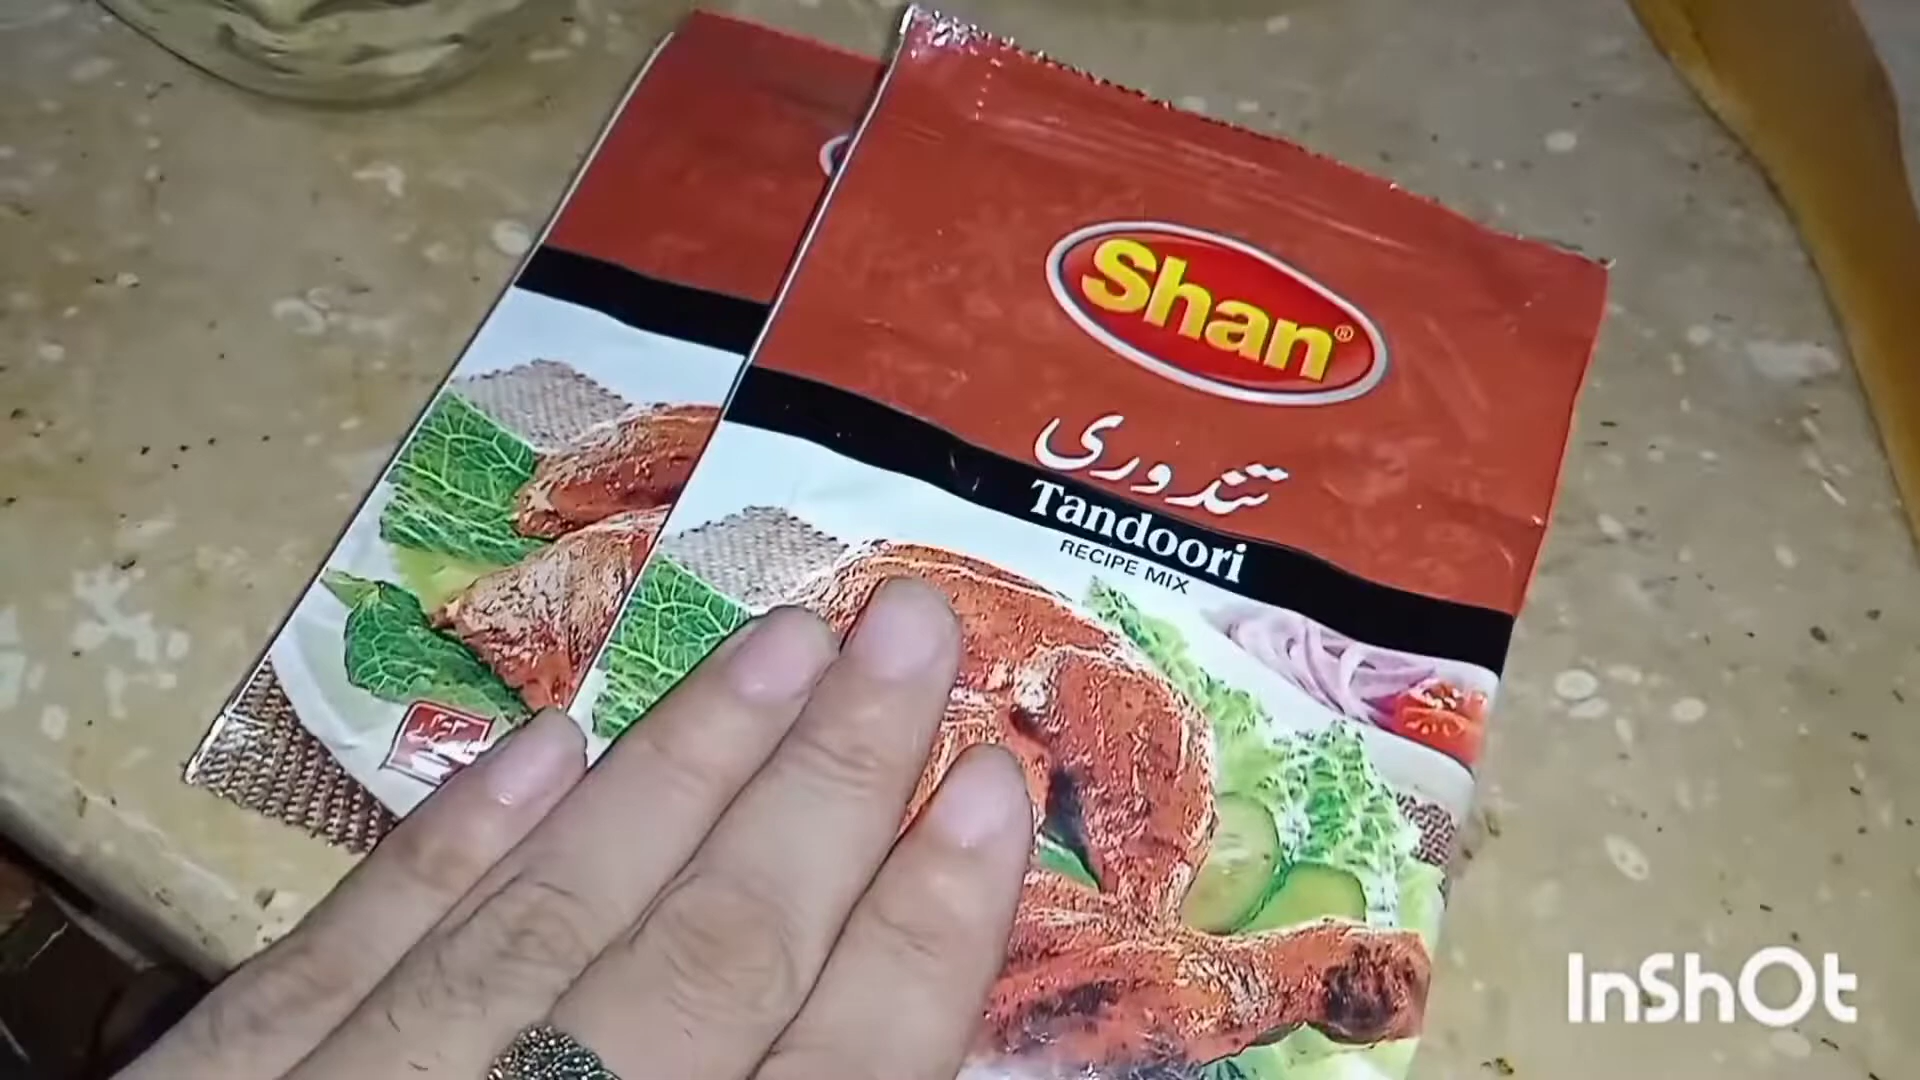 Shan®
تندوری
Tandoori
RECIPE MIX
InShOt